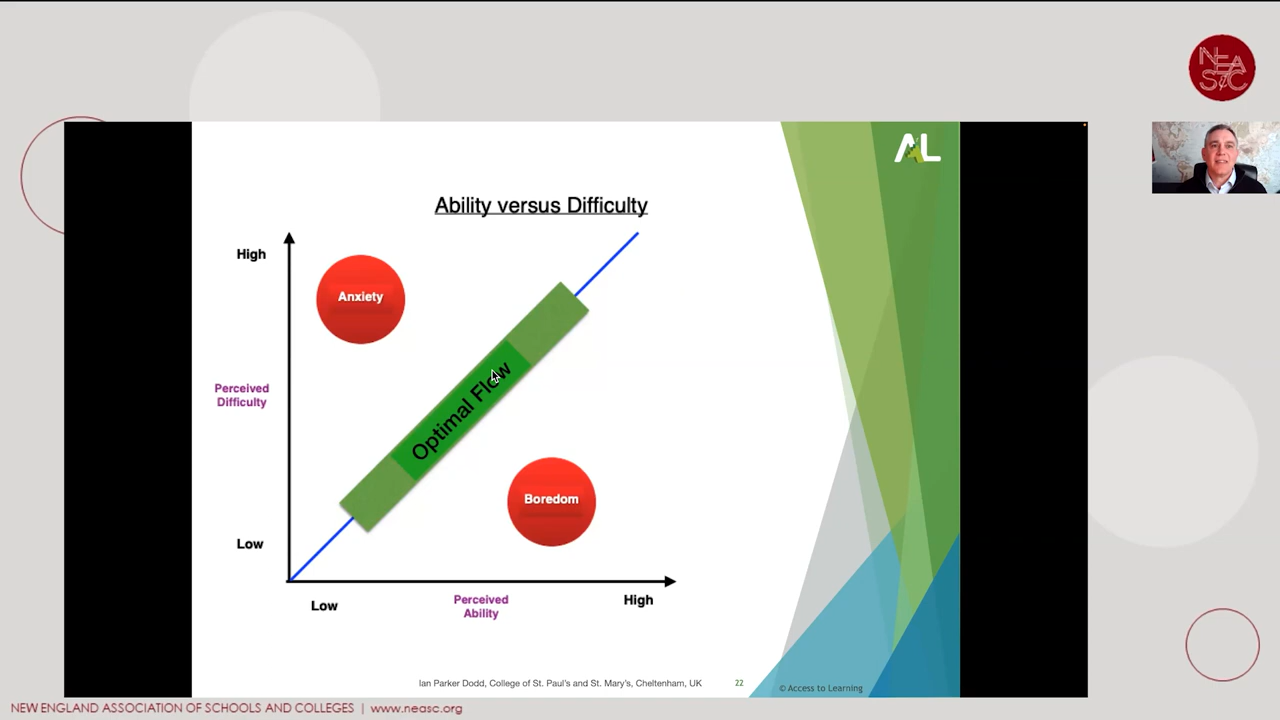 NEA
S&C
AL
Ability versus Difficulty
High
Anxiety
Perceived
Difficulty
Optimal Flow
Boredom
Low
Low
Perceived
Ability
High
Ian Parker Dodd, College of St. Paul's and St. Mary's, Cheltenham, UK
22
© Access to Learning
NEW ENGLAND ASSOCIATION OF SCHOOLS AND COLLEGES | www.neasc.org